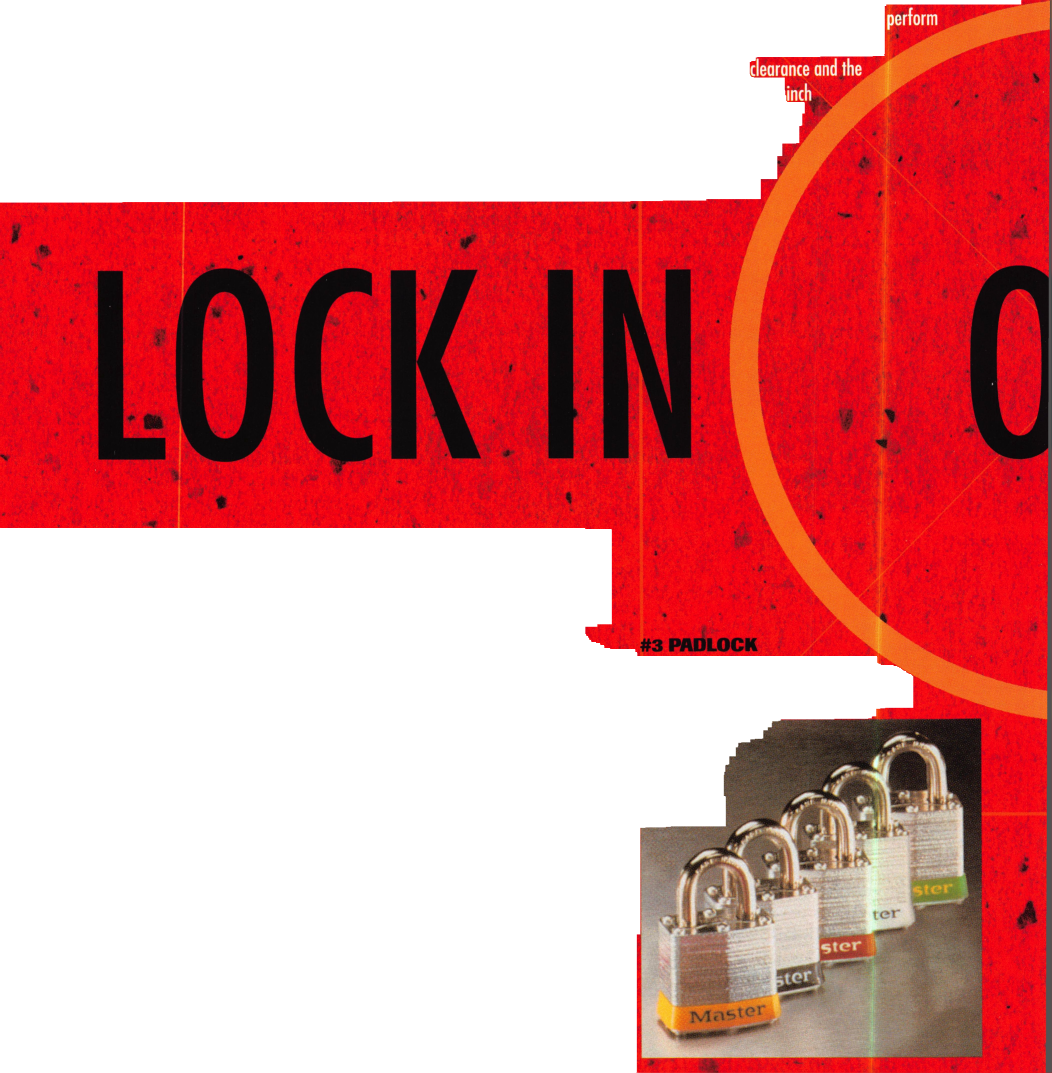 perform
clearance and the
inch
LOCK IN O
#3 PADLOCK
ster
ter
ster
ster
Master